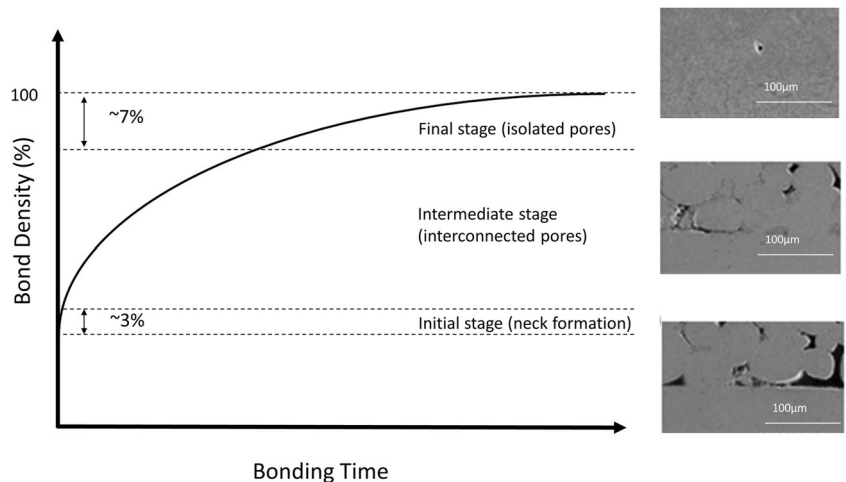 100
~7%
Final stage (isolated pores)
Intermediate stage
(interconnected pores)
~3%
Initial stage (neck formation)
Bond Density (%)
Bonding Time
100µm
100µm
100µm